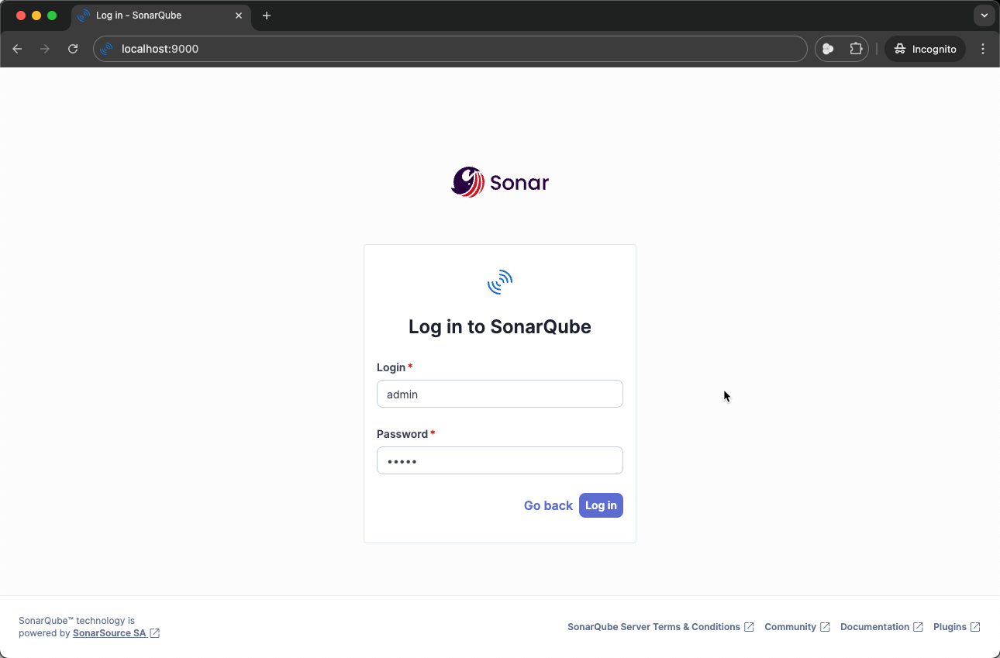 Log in - SonarQube
localhost:9000
Incognito
Sonar
Log in to SonarQube
Login *
admin
Password *
•••••
Go back Log in
SonarQube™ technology is
powered by SonarSource SA
SonarQube Server Terms & Conditions Community Documentation Plugins